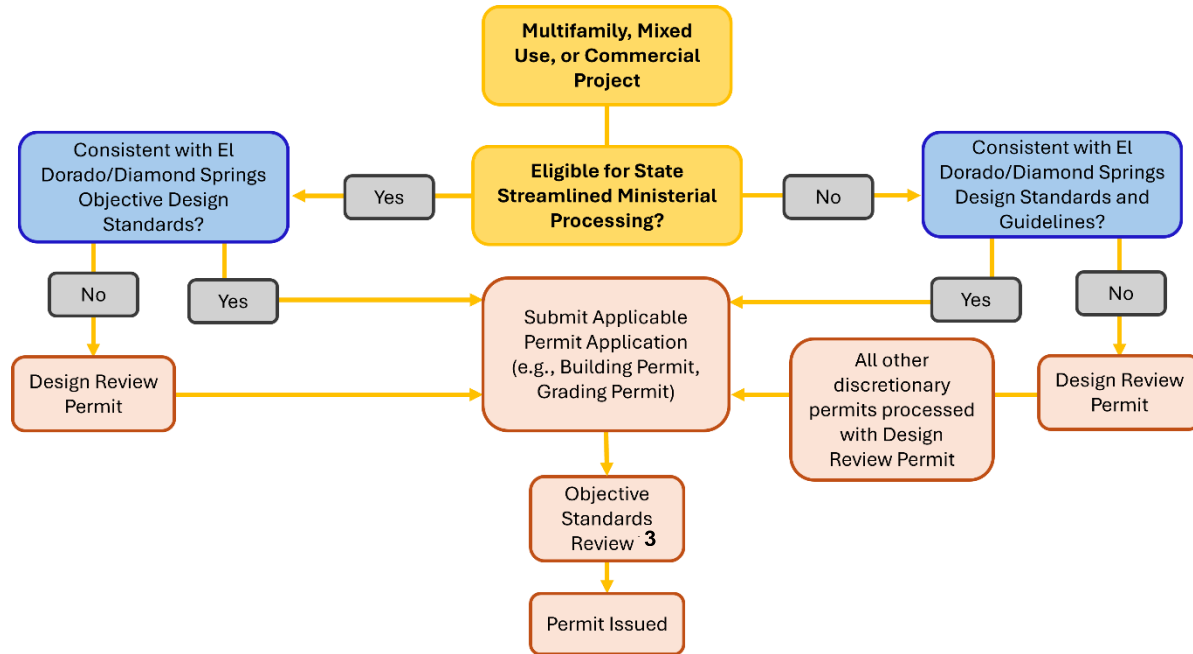 Multifamily, Mixed
Use, or Commercial
Project
Consistent with El
Dorado/Diamond Springs
Objective Design
Standards?
Yes
Eligible for State
Streamlined Ministerial
Processing?
No
Consistent with El
Dorado/Diamond Springs
Design Standards and
Guidelines?
No
Yes
Submit Applicable
Permit Application
(e.g., Building Permit,
Grading Permit)
Yes
No
Design Review
Permit
All other
discretionary
permits processed
with Design
Review Permit
Design Review
Permit
Objective
Standards
Review 3
Permit Issued